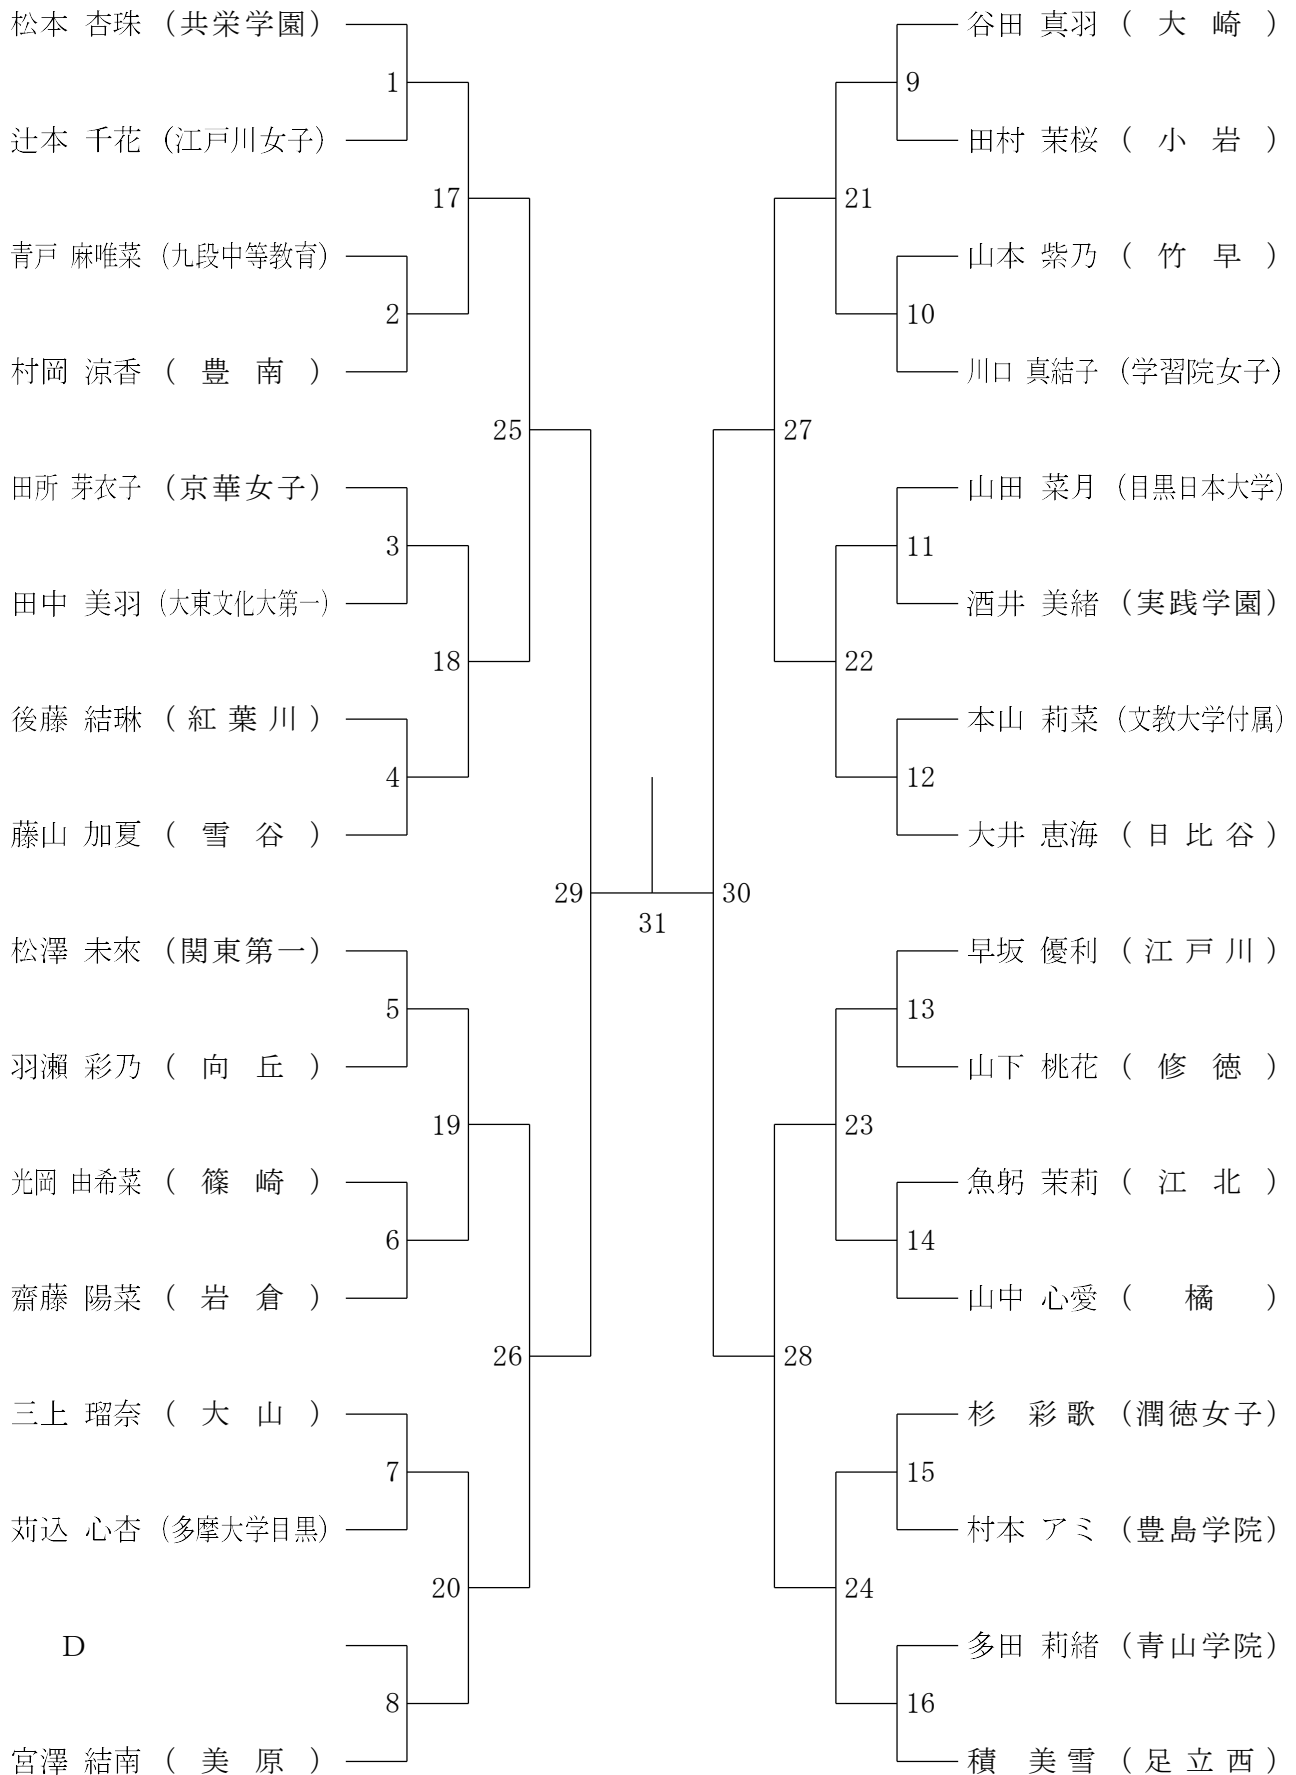 松本 杏珠 (共栄学園)
1
辻本 千花 (江戸川女子)
17
青戸 麻唯菜 (九段中等教育)
2
村岡 涼香 (豊南)
25
田所 芽衣子 (京華女子)
3
田中 美羽 (大東文化大第一)
18
後藤 結琳 (紅葉川)
4
藤山 加夏 (雪谷)
29
松澤 未來 (関東第一)
5
羽瀨 彩乃 (向丘)
19
光岡 由希菜 (篠崎)
6
齋藤 陽菜 (岩倉)
26
三上 瑠奈 (大山)
7
苅込 心杏 (多摩大学目黒)
20
D
8
宮澤 結南 (美原)
31
谷田 真羽 (大崎)
9
田村 茉桜 (小岩)
21
山本 紫乃 (竹早)
10
川口 真結子 (学習院女子)
27
山田 菜月 (目黒日本大学)
11
酒井 美緒 (実践学園)
22
本山 莉菜 (文教大学付属)
12
大井 恵海 (日比谷)
30
早坂 優利 (江戸川)
13
山下 桃花 (修徳)
23
魚躬 茉莉 (江北)
14
山中 心愛 (橘)
28
杉 彩歌 (潤徳女子)
15
村本 アミ (豊島学院)
24
多田 莉緒 (青山学院)
16
積 美雪 (足立西)